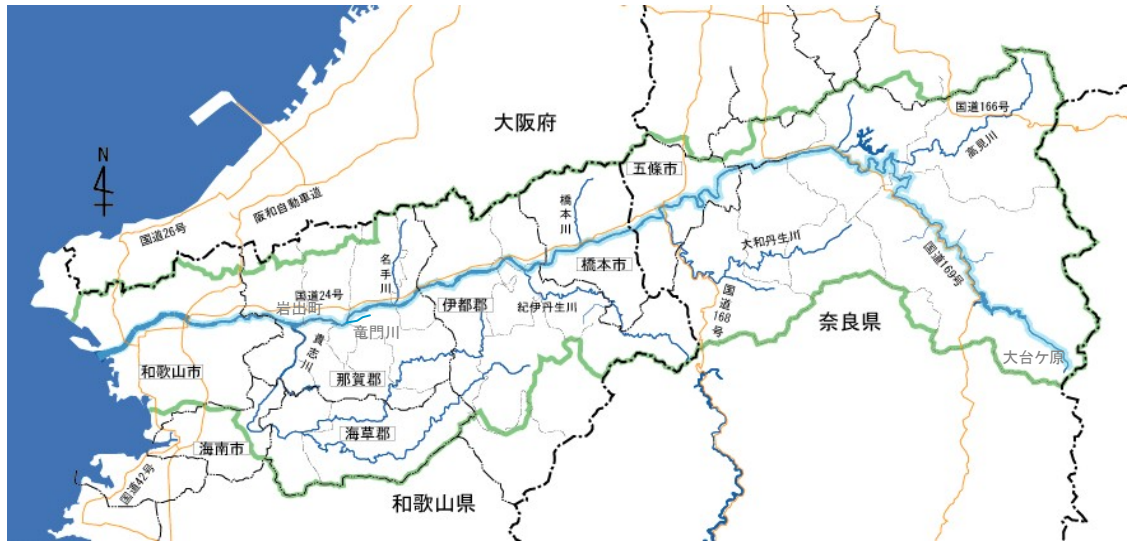 国道166号
大阪府
高見川
N
五條市
橋本川
阪和自動車道
国道26号
大和丹生川
名手川
橋本市
国道169号
国道24号
伊都郡
紀伊丹生川
岩出町
国道168号
奈良県
竜門川
貴志川
大台ケ原
和歌山市
那賀郡
海草郡
海南市
国道42号
和歌山県